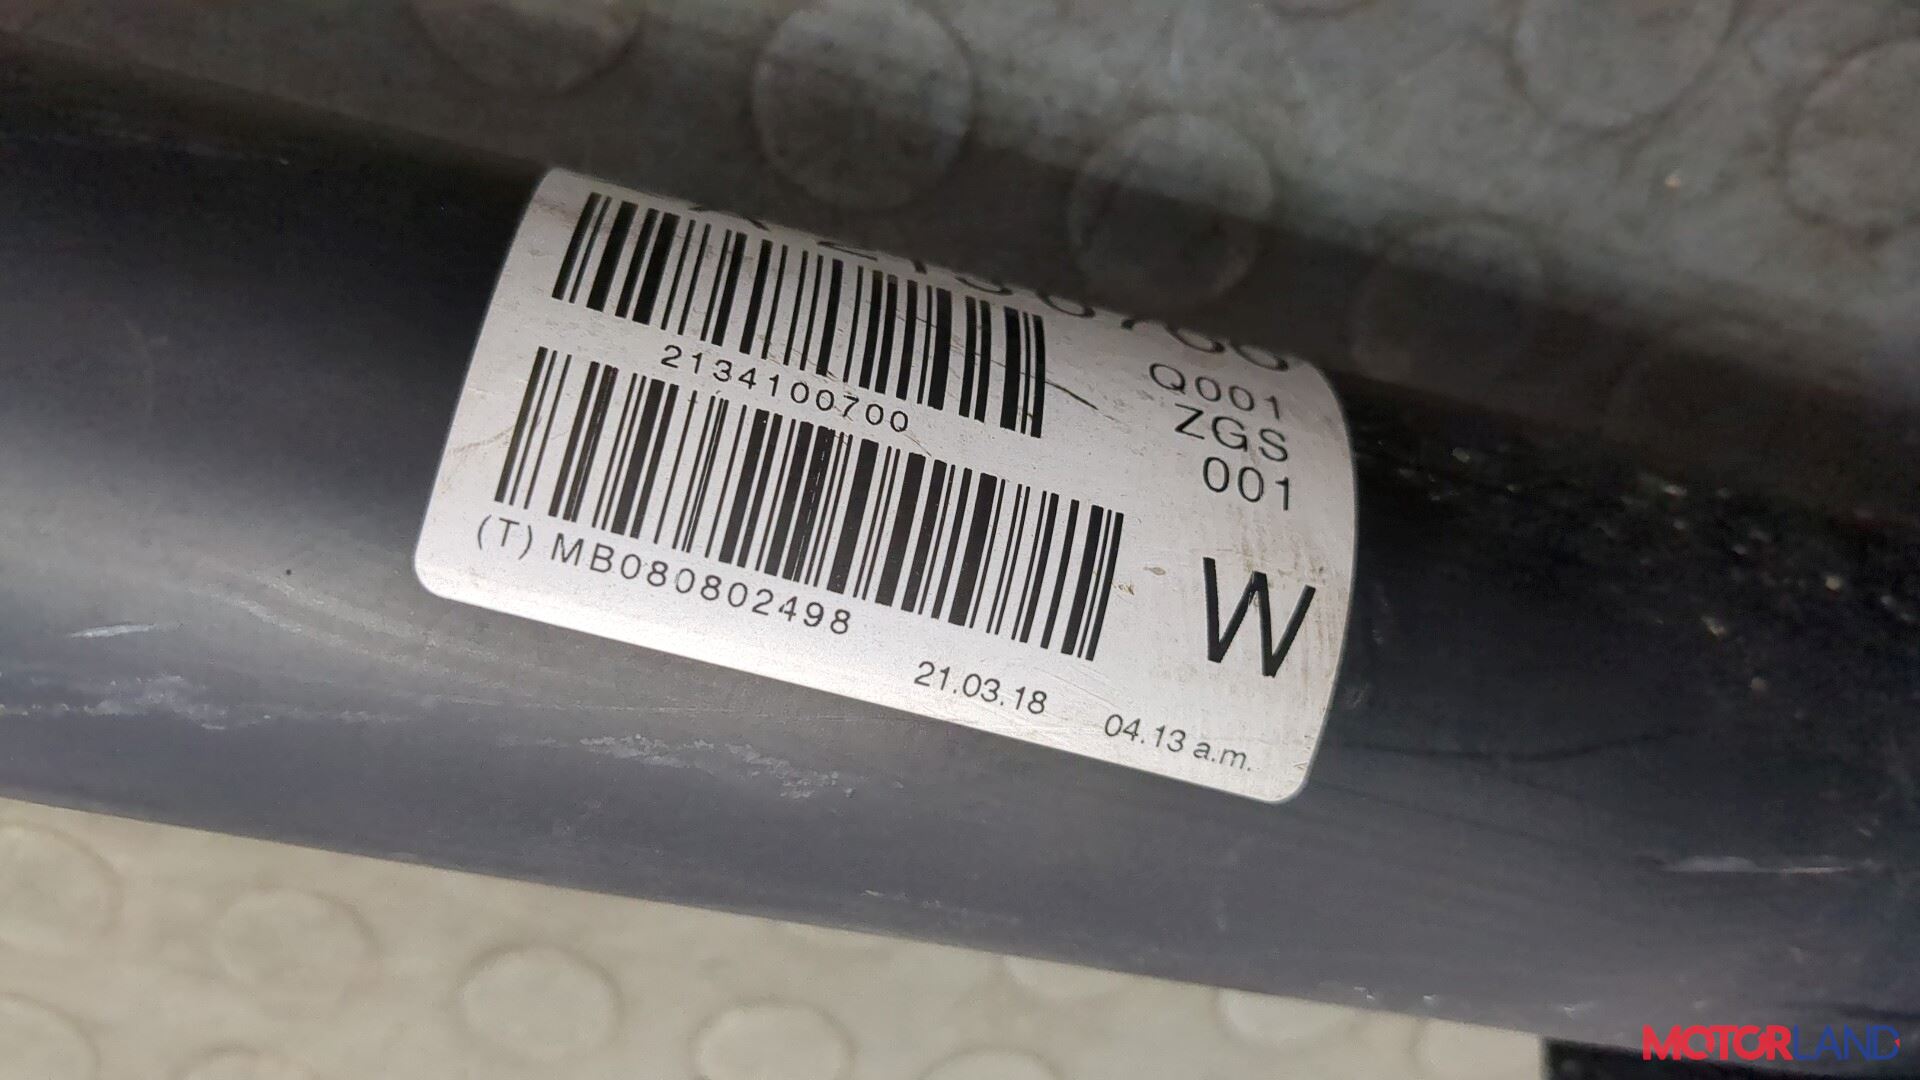 2134100700
Q001
ZGS
001
(T) MB080802498
W
21.03.18 04.13 a.m.
MOTORLAND